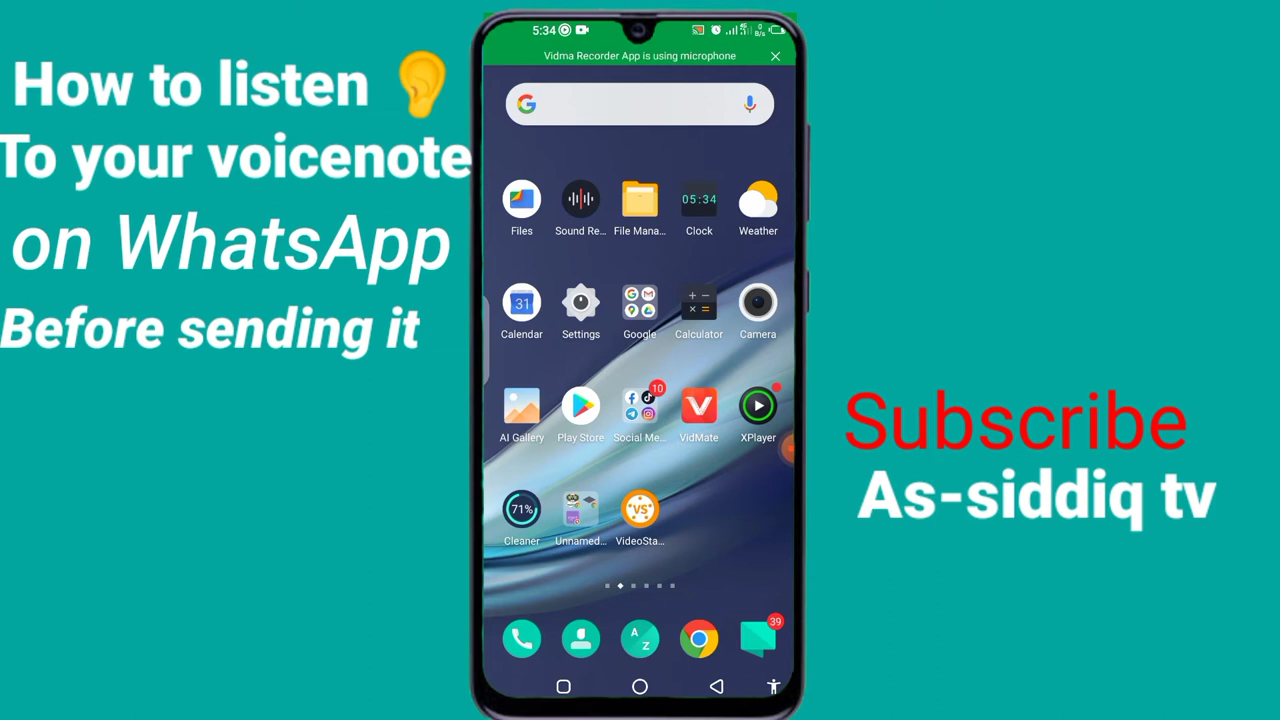 How to listen 👂
To your voicenote
on WhatsApp
Before sending it
5:34
0 B/s
Vidma Recorder App is using microphone
05:34
Files Sound Re... File Mana... Clock Weather
31
Calendar Settings Google Calculator Camera
10
AI Gallery Play Store Social Me... VidMate XPlayer
71% VS
Cleaner Unnamed... VideoSta...
A Z
39
Subscribe
As-siddiq tv